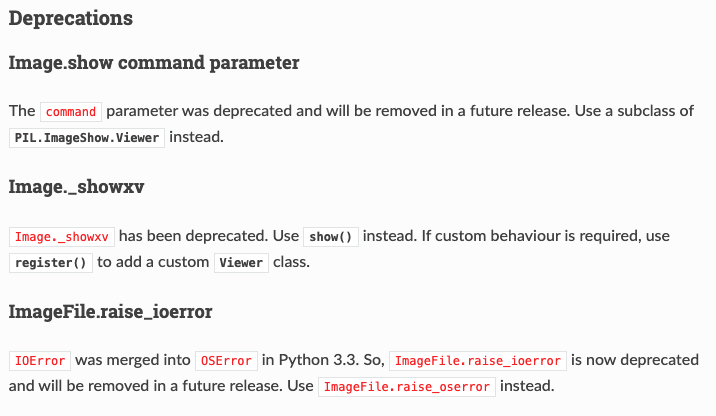 Deprecations
Image.show command parameter
The command parameter was deprecated and will be removed in a future release. Use a subclass of
PIL.ImageShow.Viewer instead.
Image._showxv
Image._showxv has been deprecated. Use show() instead. If custom behaviour is required, use
register() to add a custom Viewer class.
ImageFile.raise_ioerror
IOError was merged into OSError in Python 3.3. So, ImageFile.raise_ioerror is now deprecated
and will be removed in a future release. Use ImageFile.raise_oserror instead.